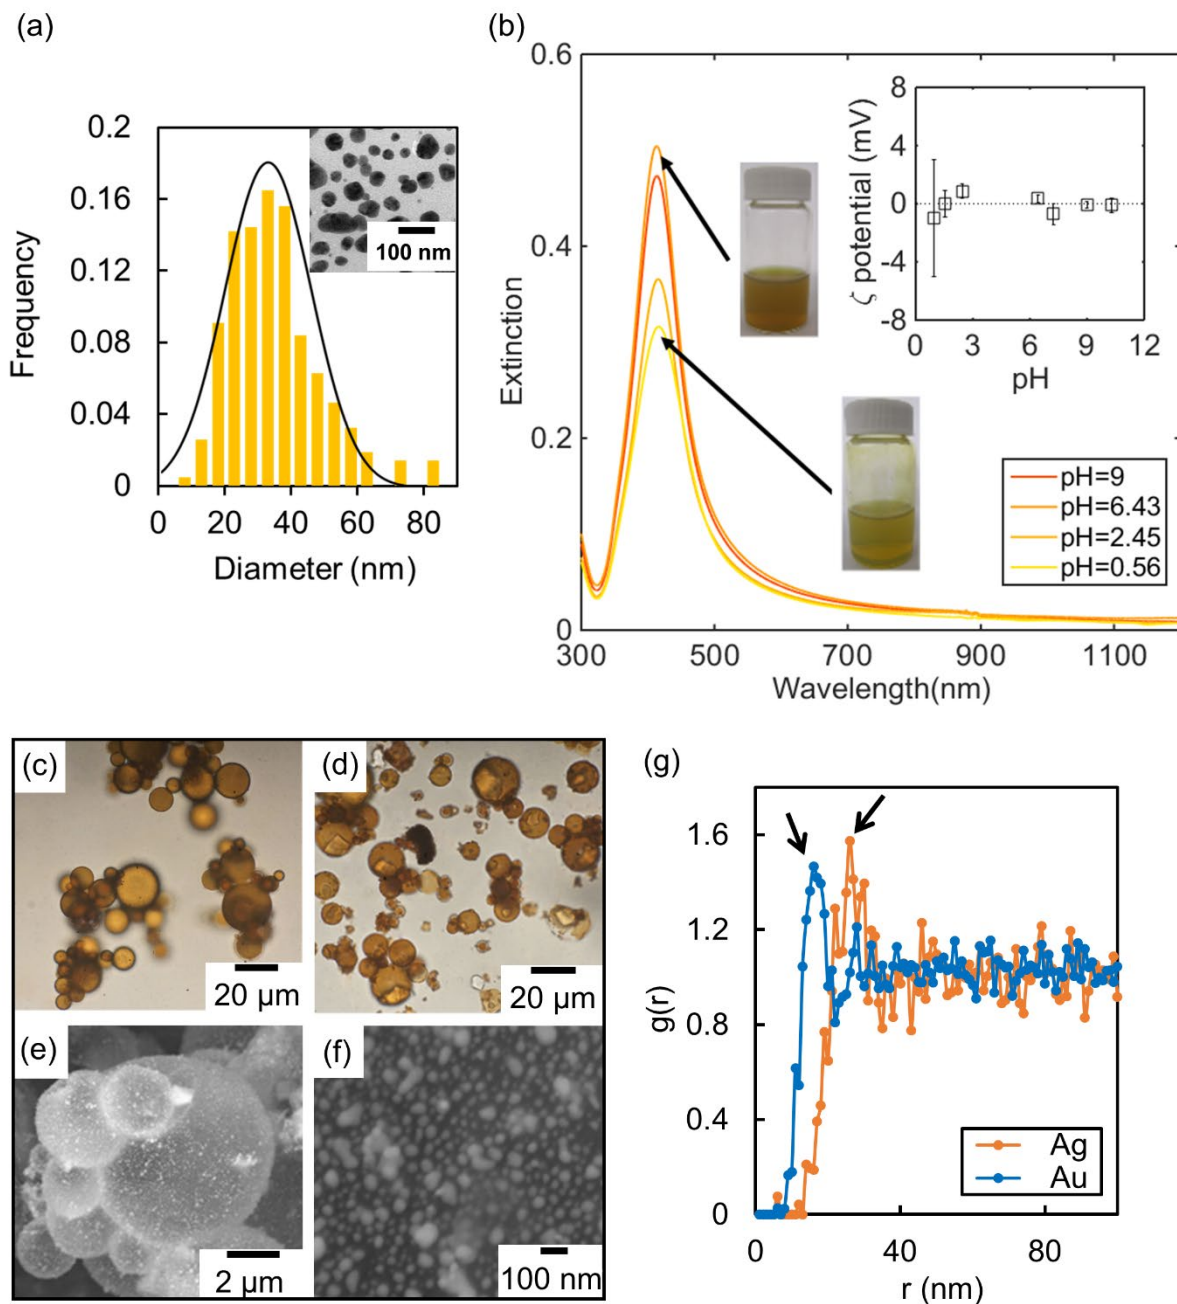 (a)
0.2
0.16
0.12
0.08
0.04
0
Frequency
0 20 40 60 80
Diameter (nm)
100 nm
(b)
0.6
0.4
0.2
0
Extinction
300 500 700 900 1100
Wavelength(nm)
8
4
0
-4
-8
ζ potential (mV)
0 3 6 9 12
pH
pH=9
pH=6.43
pH=2.45
pH=0.56
(c)
20 μm
(d)
20 μm
(e)
2 μm
(f)
100 nm
(g)
1.6
1.2
0.8
0.4
0
g(r)
0 40 80
r (nm)
Ag
Au